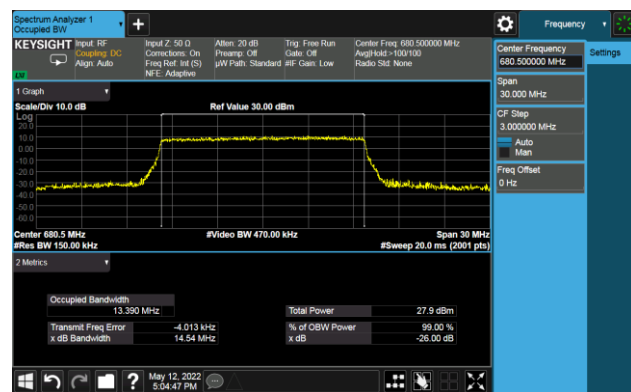 Spectrum Analyzer 1
Occupied BW
+
Frequency
KEYSIGHT
Input: RF
Coupling: DC
Align: Auto
Input Z: 50 Ω
Corrections: On
Freq Ref: Int (S)
NFE: Adaptive
Atten: 20 dB
Preamp: Off
µW Path: Standard
Trig: Free Run
Gate: Off
#IF Gain: Low
Center Freq: 680.500000 MHz
Avg|Hold:>100/100
Radio Std: None
Center Frequency
680.500000 MHz
Settings
Span
30.000 MHz
CF Step
3.000000 MHz
Auto
Man
Freq Offset
0 Hz
1 Graph
Scale/Div 10.0 dB
Ref Value 30.00 dBm
Log
20.0
10.0
0.00
-10.0
-20.0
-30.0
-40.0
-50.0
-60.0
Center 680.5 MHz
#Video BW 470.00 kHz
Span 30 MHz
#Res BW 150.00 kHz
#Sweep 20.0 ms (2001 pts)
2 Metrics
Occupied Bandwidth
13.390 MHz
Total Power
27.9 dBm
Transmit Freq Error
-4.013 kHz
% of OBW Power
99.00 %
x dB Bandwidth
14.54 MHz
x dB
-26.00 dB
?
May 12, 2022
5:04:47 PM